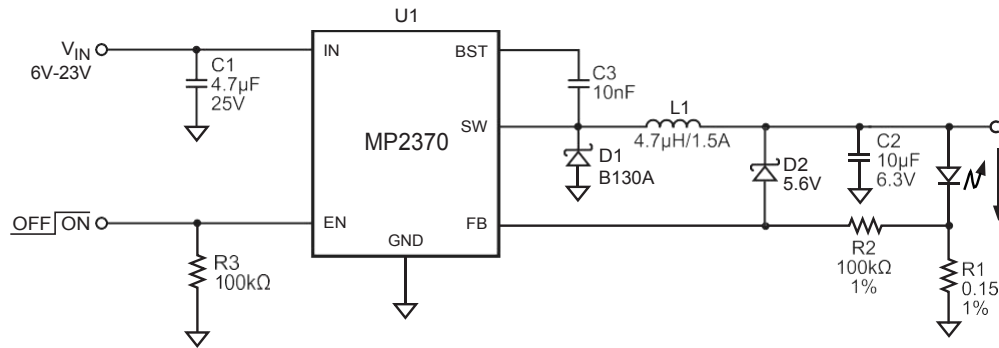 U1
VIN
6V-23V
IN
BST
C1
4.7µF
25V
C3
10nF
L1
SW
4.7µH/1.5A
MP2370
D1
B130A
D2
5.6V
C2
10µF
6.3V
OFF ON
EN
FB
GND
R3
100kΩ
R2
100kΩ
1%
R1
0.15
1%